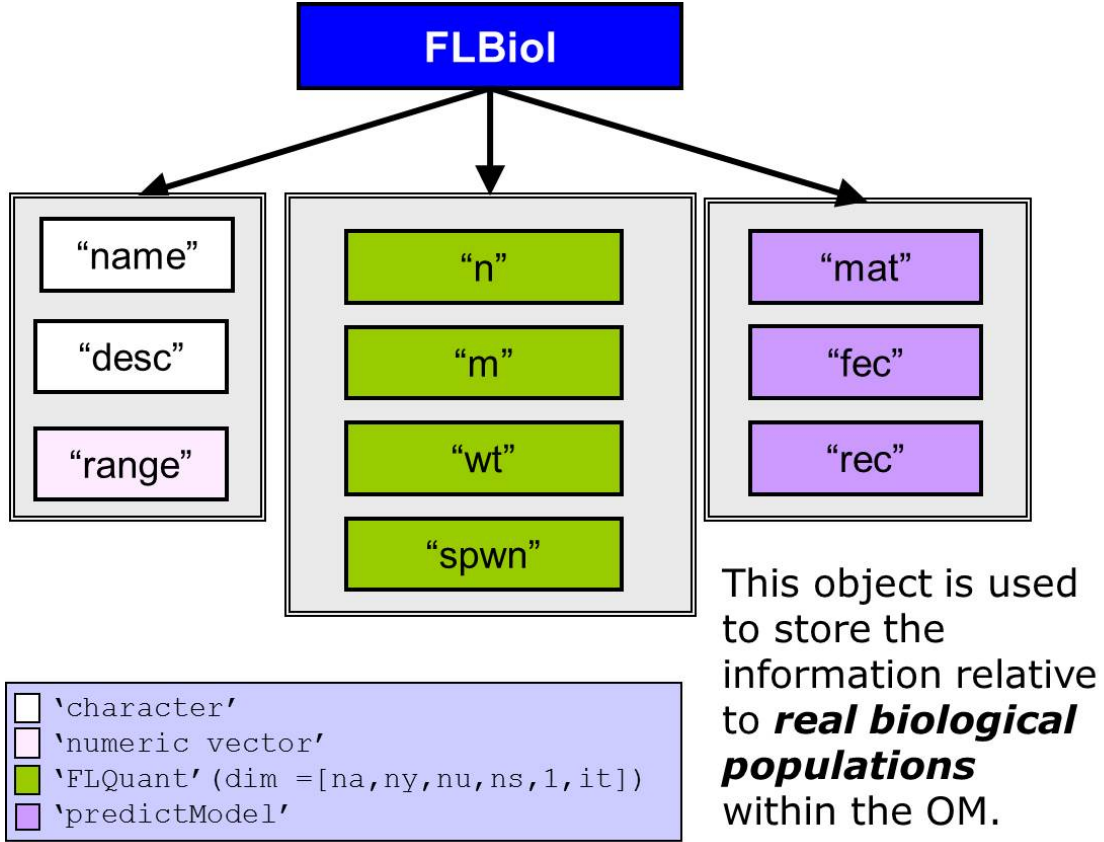 FLBiol
“name”
“desc”
“range”
“n”
“m”
“wt”
“spwn”
“mat”
“fec”
“rec”
This object is used
to store the
information relative
to real biological
populations
within the OM.
‘character’
‘numeric vector’
‘FLQuant’(dim =[na,ny,nu,ns,1,it])
‘predictModel’